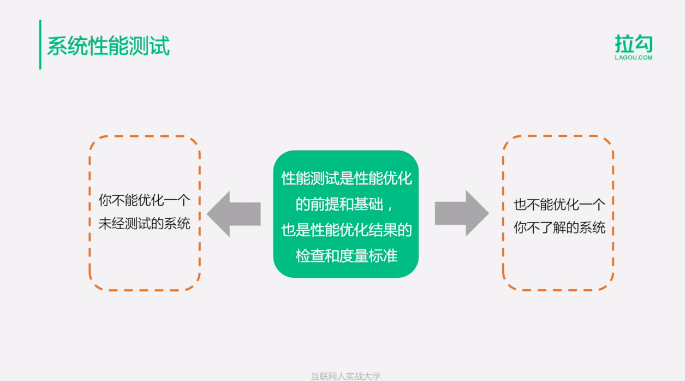 系统性能测试
拉勾
LAGOU.COM
你不能优化一个
未经测试的系统
性能测试是性能优化
的前提和基础，
也是性能优化结果的
检查和度量标准
也不能优化一个
你不了解的系统
互联网人实战大学